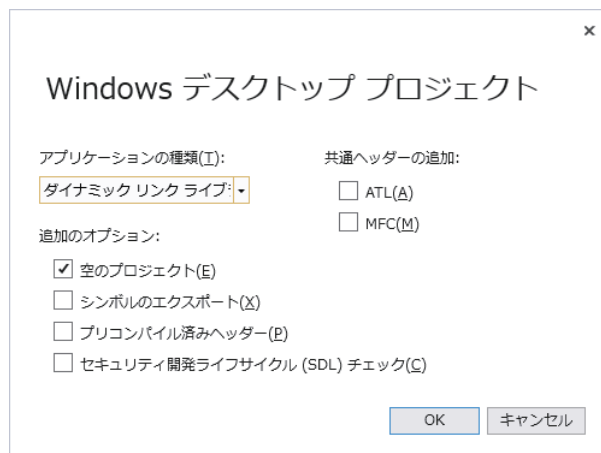 Windows デスクトップ プロジェクト
アプリケーションの種類(T):
ダイナミック リンク ライブ
追加のオプション:
空のプロジェクト(E)
シンボルのエクスポート(X)
プリコンパイル済みヘッダー(P)
セキュリティ開発ライフサイクル (SDL) チェック(C)
共通ヘッダーの追加:
ATL(A)
MFC(M)
OK
キャンセル